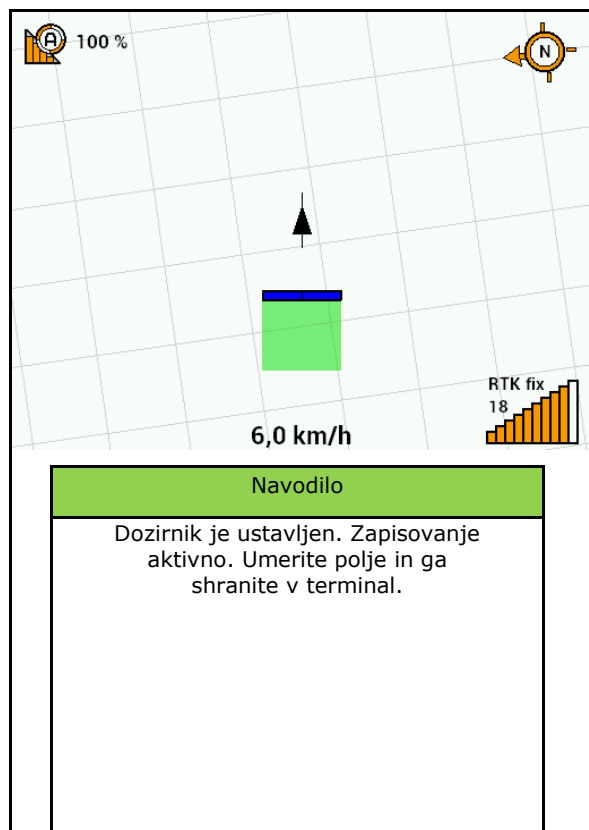 A 100 %
N
RTK fix
18
6,0 km/h
Navodilo
Dozirnik je ustavljen. Zapisovanje
aktivno. Umerite polje in ga
shranite v terminal.